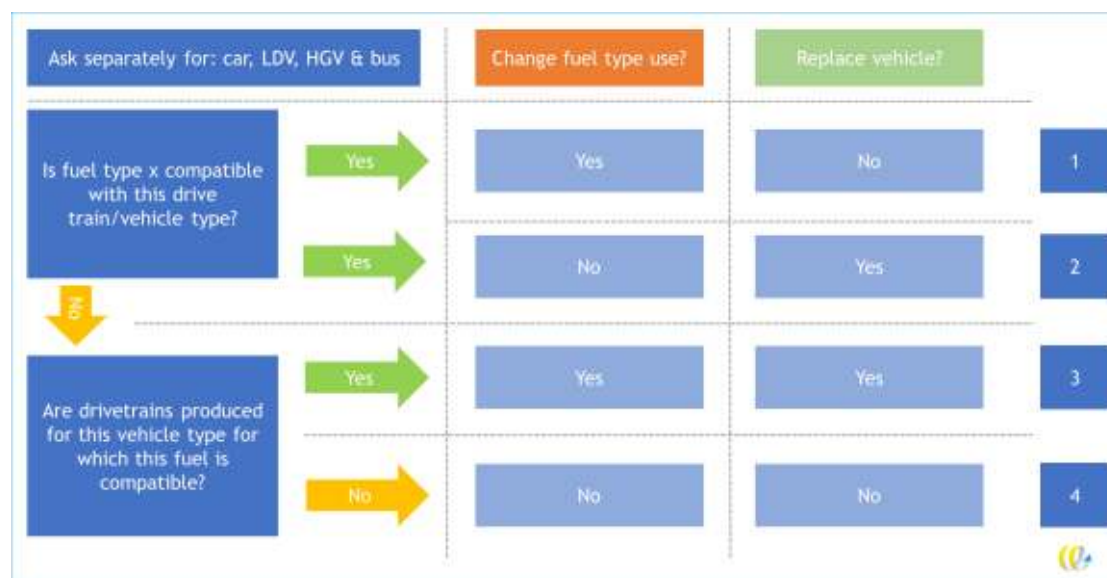 Ask separately for: car, LDV, HGV & bus
Change fuel type use?
Replace vehicle?
Is fuel type x compatible
with this drive
train/vehicle type?
Yes
Yes
No
1
Yes
No
Yes
2
No
Are drivetrains produced
for this vehicle type for
which this fuel is
compatible?
Yes
Yes
Yes
3
No
No
No
4